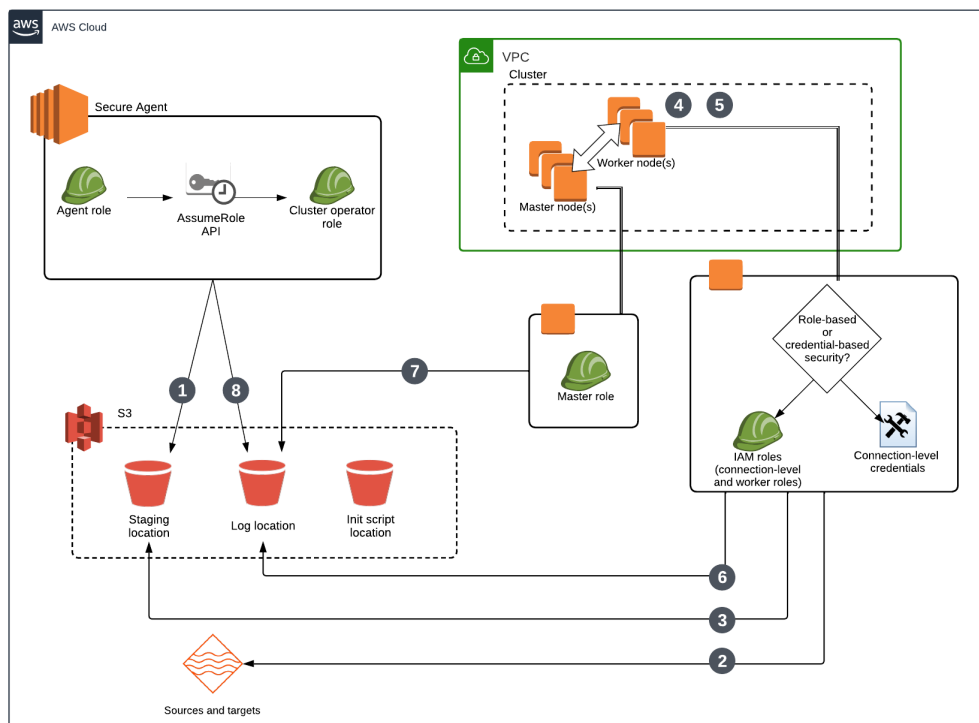 aws
AWS Cloud
VPC
Cluster
4
5
Worker node(s)
Master node(s)
Secure Agent
Agent role
AssumeRole
API
Cluster operator
role
Role-based
or
credential-based
security?
1
8
7
Master role
IAM roles
(connection-level
and worker roles)
Connection-level
credentials
S3
Staging
location
Log location
Init script
location
6
3
2
Sources and targets